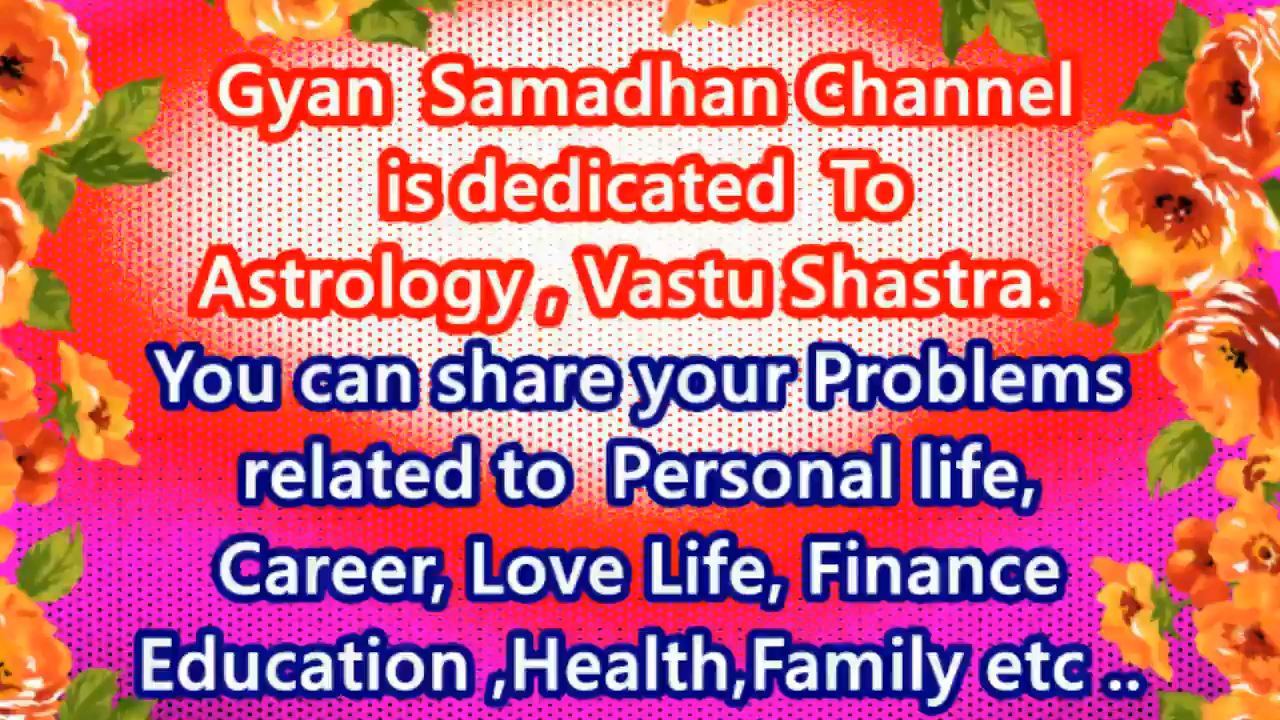 Gyan Samadhan Channel
is dedicated To
Astrology , Vastu Shastra.
You can share your Problems
related to Personal life,
Career, Love Life, Finance
Education ,Health,Family etc ..